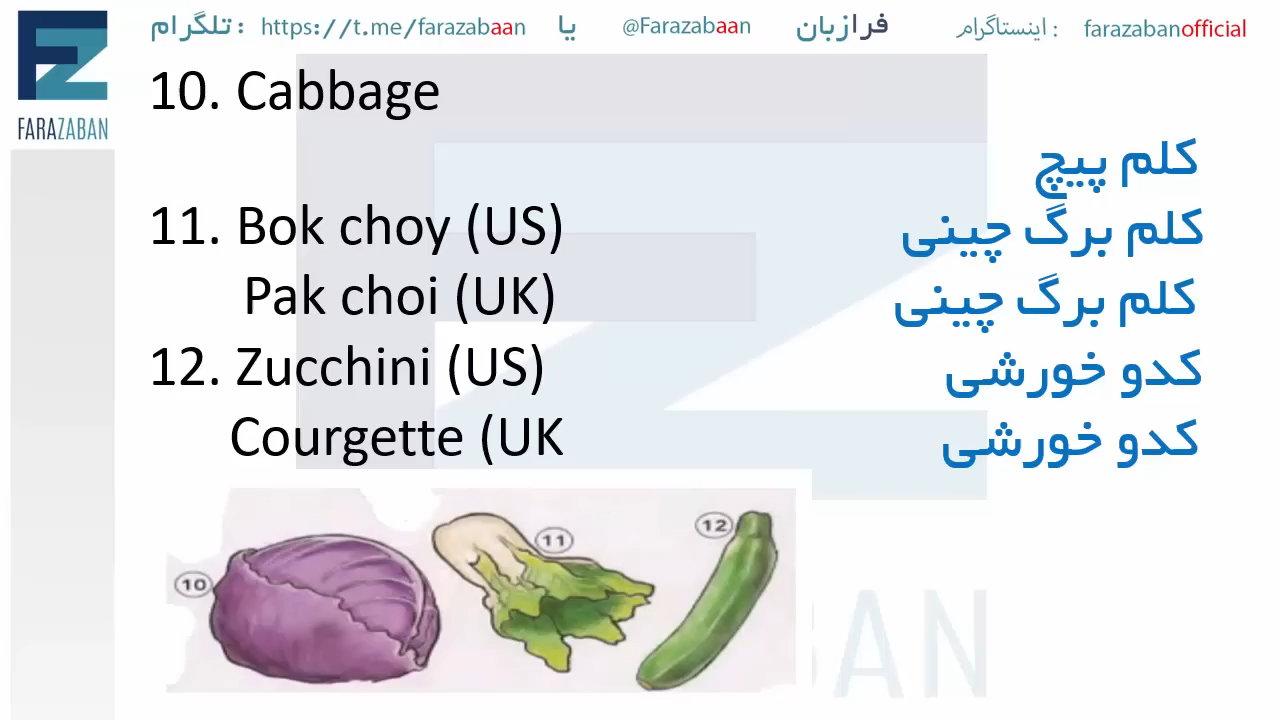 تلگرام : https://t.me/farazabaan یا @Farazabaan فرازبان اینستاگرام : farazabanofficial
FZ
FARAZABAN
10. Cabbage
کلم پیچ
11. Bok choy (US) کلم برگ چینی
Pak choi (UK) کلم برگ چینی
12. Zucchini (US) کدو خورشی
Courgette (UK کدو خورشی
10
11
12
BAN